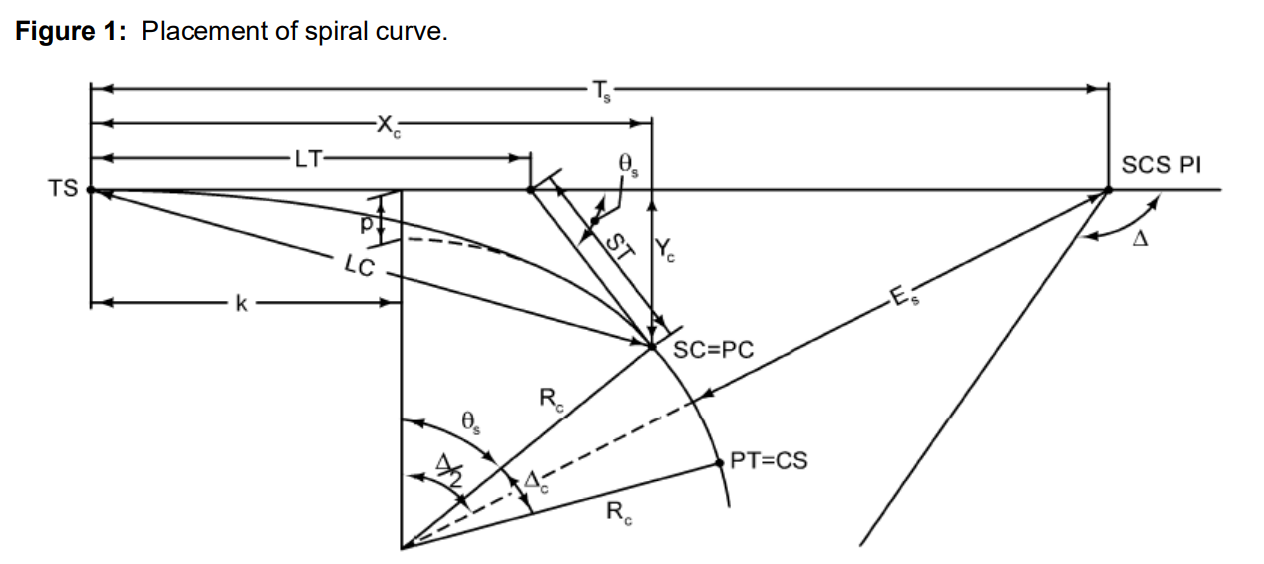 Figure 1: Placement of spiral curve.
Ts
Xc
LT
θs
SCS PI
TS
p
ST
Yc
Δ
LC
k
Es
SC=PC
Rc
θs
Δ/2
Δc
PT=CS
Rc